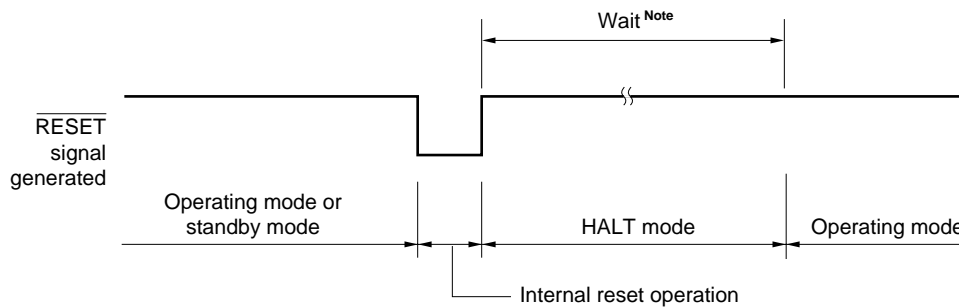 Wait Note
RESET
signal
generated
Operating mode or
standby mode
HALT mode
Operating mode
Internal reset operation